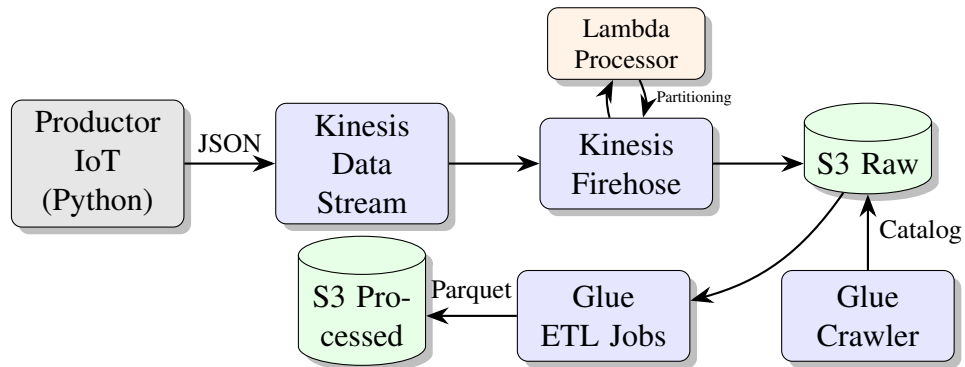 Lambda
Processor
Partitioning
Productor
IoT
(Python)
JSON
Kinesis
Data
Stream
Kinesis
Firehose
S3 Raw
Catalog
S3 Pro-
cessed
Parquet
Glue
ETL Jobs
Glue
Crawler